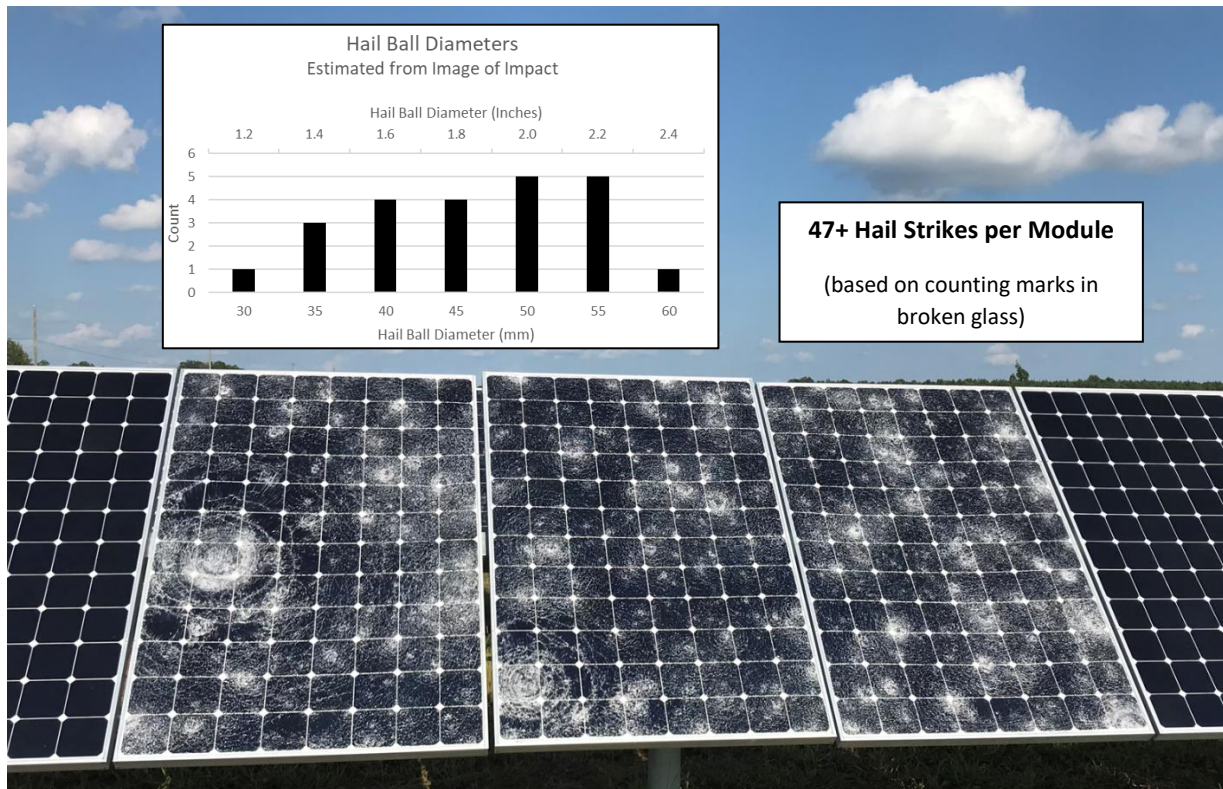 Hail Ball Diameters
Estimated from Image of Impact
Hail Ball Diameter (Inches)
1.2 1.4 1.6 1.8 2.0 2.2 2.4
6
5
4
3
2
1
0
Count
30 35 40 45 50 55 60
Hail Ball Diameter (mm)
47+ Hail Strikes per Module
(based on counting marks in
broken glass)